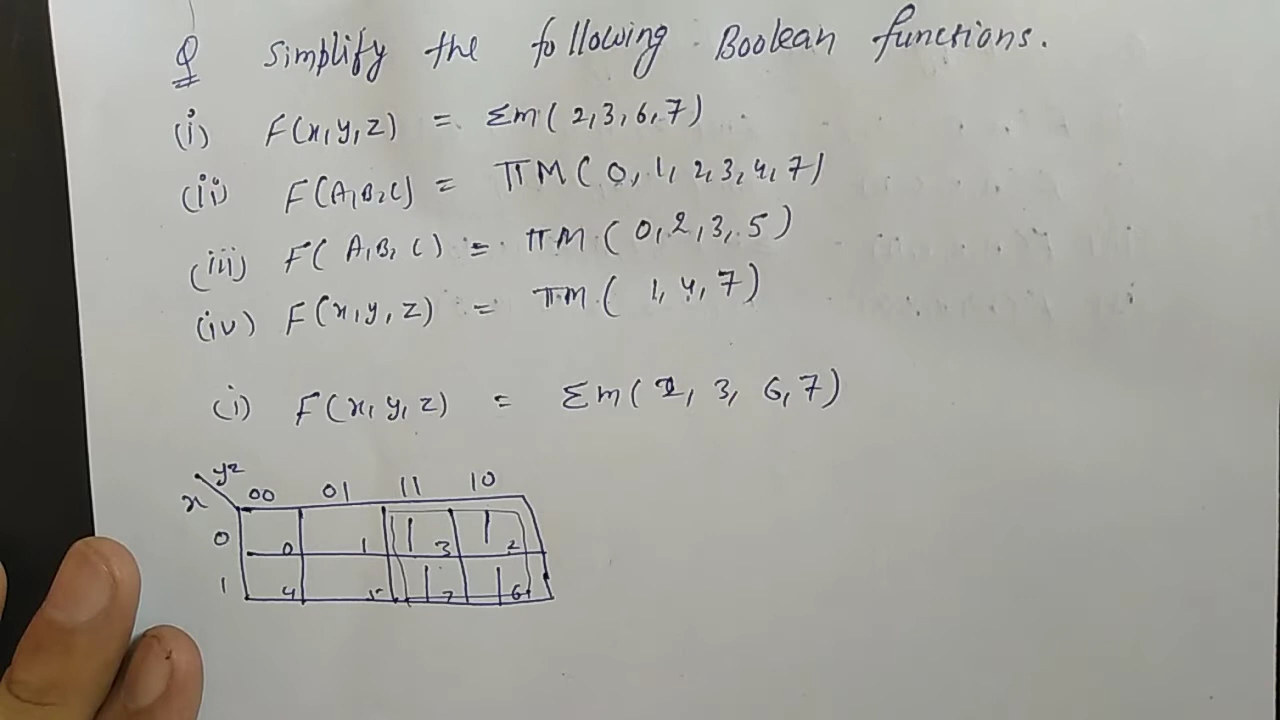 Q Simplify the following Boolean functions.
(i) F(x,y,z) = Σm( 2,3,6,7)
(ii) F(A,B,C) = πM( 0,1,2,3,4,7)
(iii) F( A,B, C) = πM ( 0,2,3,5 )
(iv) F(x,y,z) = πM ( 1,4,7)
(i) F(x, y, z) = Σm( 2, 3, 6,7)
yz
x 00 01 11 10
0 0 1 1 3 1 2
1 4 5 1 7 1 6